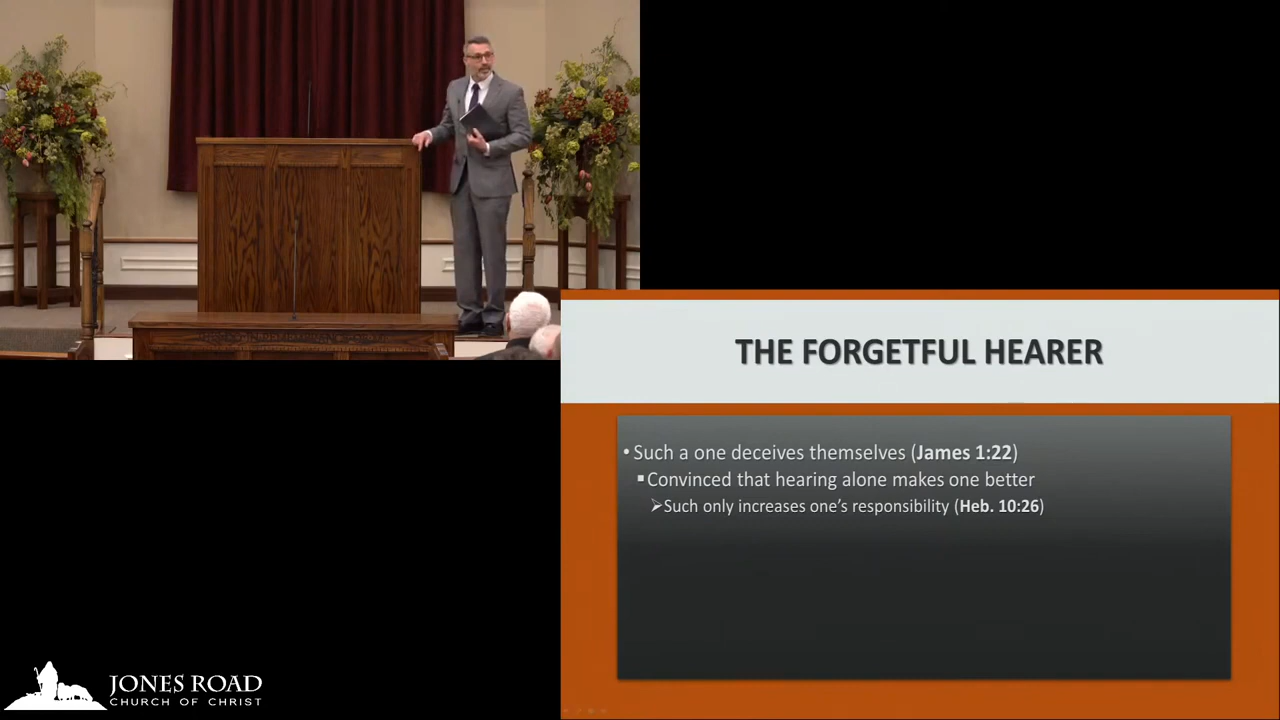 THE FORGETFUL HEARER
•Such a one deceives themselves (James 1:22)
▪Convinced that hearing alone makes one better
➢Such only increases one’s responsibility (Heb. 10:26)
JONES ROAD
CHURCH OF CHRIST